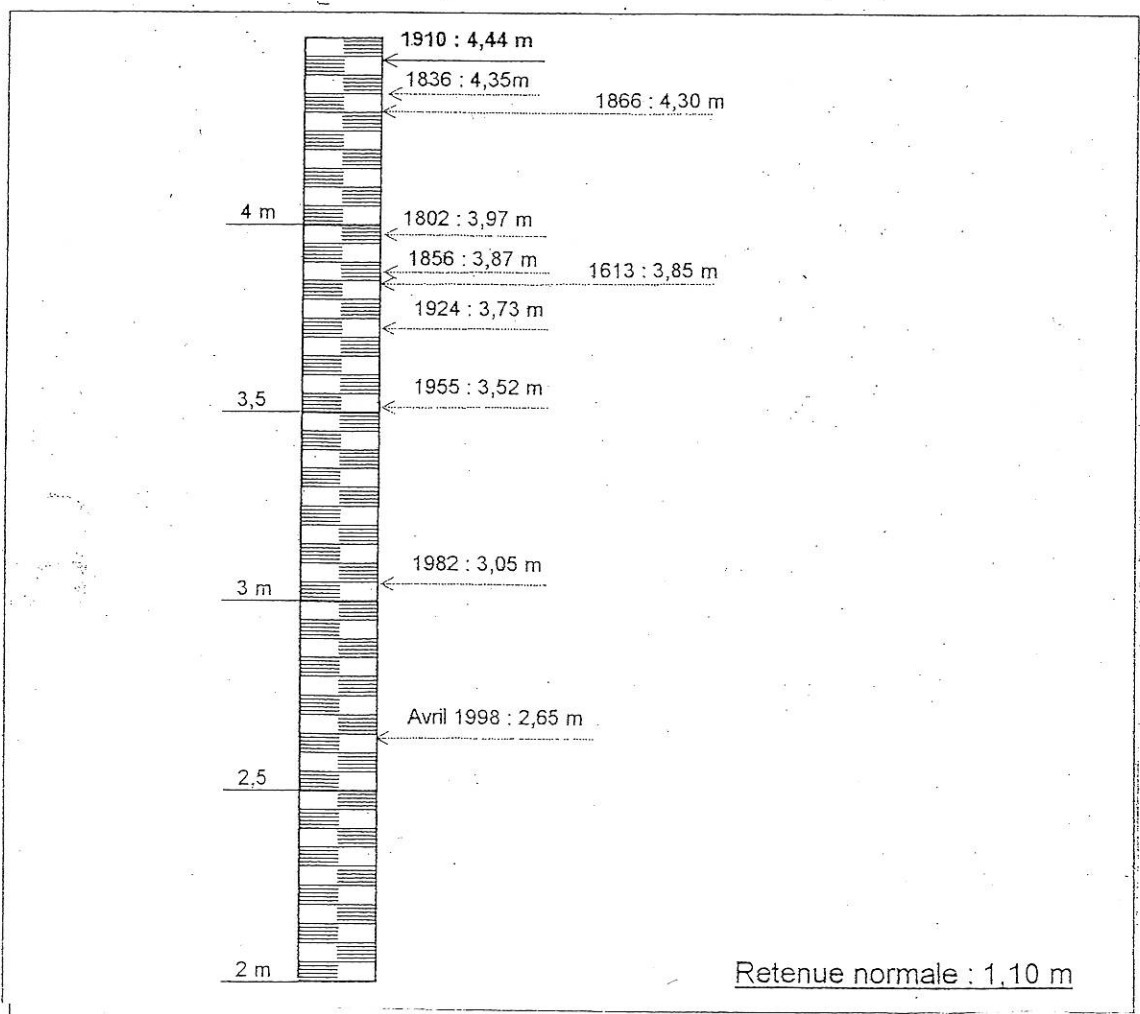 1910 : 4,44 m
1836 : 4,35m
1866 : 4,30 m
4 m
1802 : 3,97 m
1856 : 3,87 m
1613 : 3,85 m
1924 : 3,73 m
1955 : 3,52 m
3,5
1982 : 3,05 m
3 m
Avril 1998 : 2,65 m
2,5
2 m
Retenue normale : 1,10 m